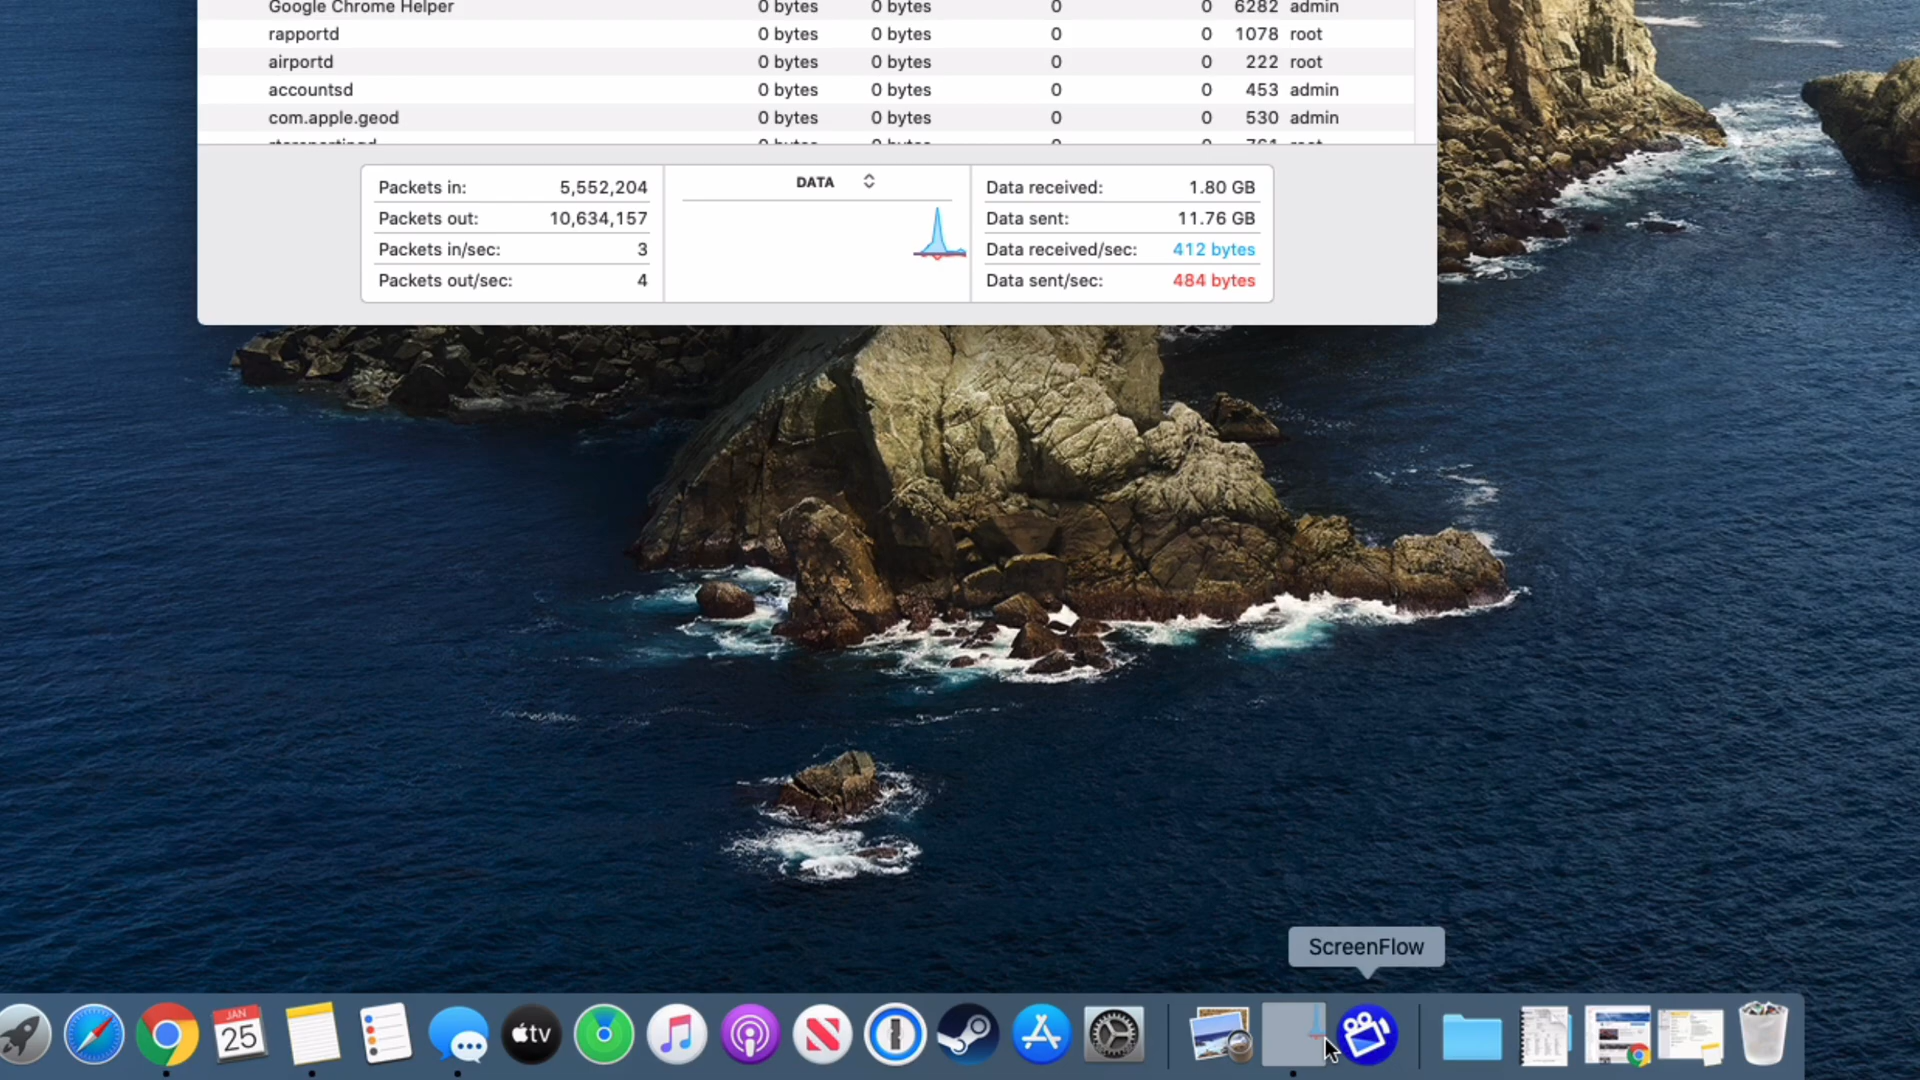 Google Chrome Helper 0 bytes 0 bytes 0 0 6282 admin
rapportd 0 bytes 0 bytes 0 0 1078 root
airportd 0 bytes 0 bytes 0 0 222 root
accountsd 0 bytes 0 bytes 0 0 453 admin
com.apple.geod 0 bytes 0 bytes 0 0 530 admin
Packets in: 5,552,204
Packets out: 10,634,157
Packets in/sec: 3
Packets out/sec: 4
DATA
Data received: 1.80 GB
Data sent: 11.76 GB
Data received/sec: 412 bytes
Data sent/sec: 484 bytes
ScreenFlow
JAN
25
tv